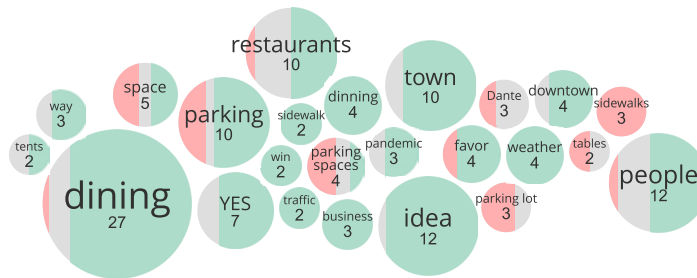 restaurants
10
town
10
space
5
way
3
parking
10
sidewalk
2
dinning
4
Dante
3
downtown
4
sidewalks
3
tents
2
dining
27
win
2
parking
spaces
4
pandemic
3
favor
4
weather
4
tables
2
people
12
YES
7
traffic
2
business
3
idea
12
parking lot
3